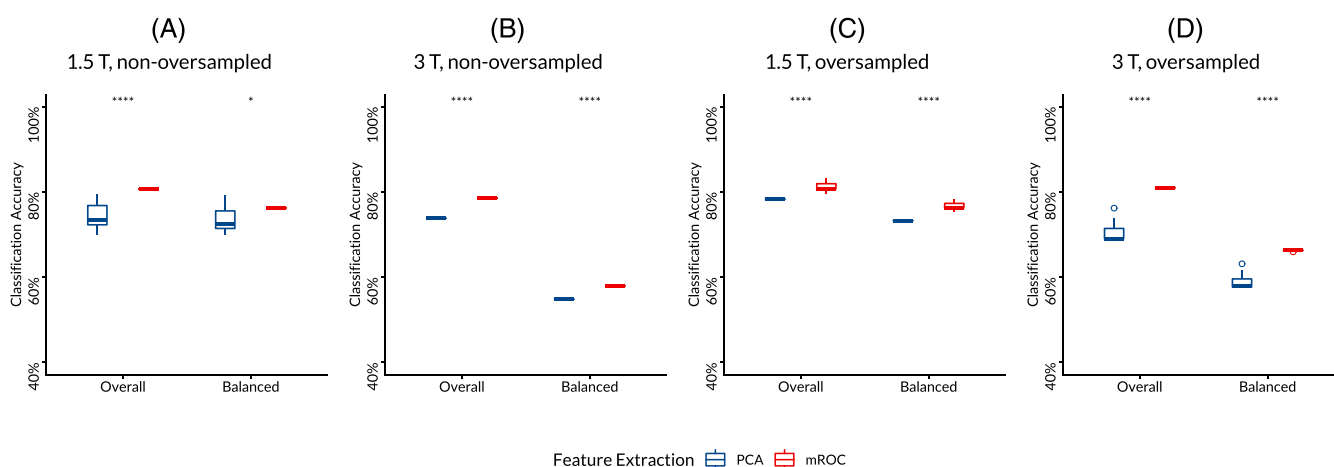 (A)
1.5 T, non-oversampled
**** *
Classification Accuracy
100%
80%
60%
40%
Overall Balanced
(B)
3 T, non-oversampled
**** ****
Classification Accuracy
100%
80%
60%
40%
Overall Balanced
(C)
1.5 T, oversampled
**** ****
Classification Accuracy
100%
80%
60%
40%
Overall Balanced
(D)
3 T, oversampled
**** ****
Classification Accuracy
100%
80%
60%
40%
Overall Balanced
Feature Extraction PCA mROC